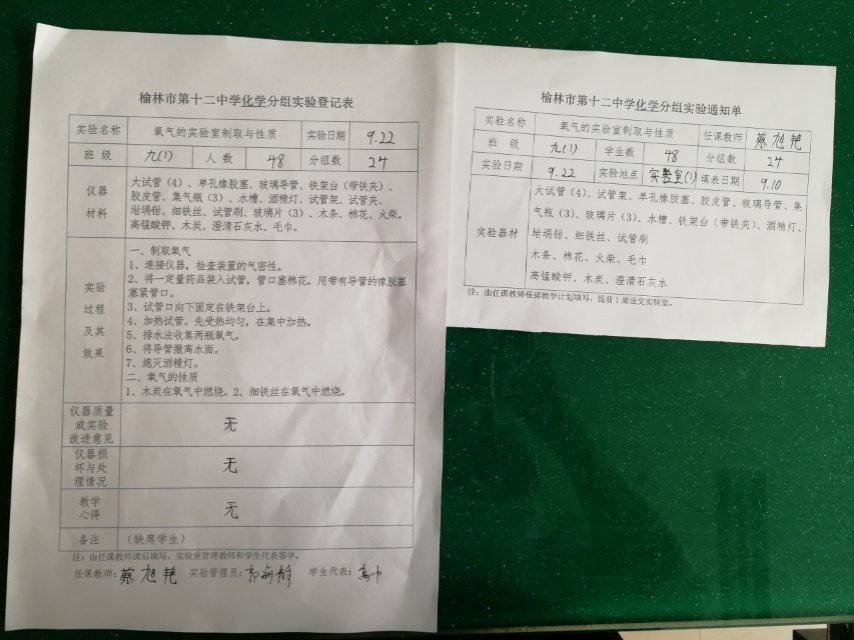 榆林市第十二中学化学分组实验登记表
实验名称 氧气的实验室制取与性质 实验日期 9.22
班 级 九(1) 人 数 48 分组数 24
仪器
材料
大试管（4）、单孔橡胶塞、玻璃导管、铁架台（带铁夹）、
胶皮管、集气瓶（3）、水槽、酒精灯、试管架、试管夹、
坩埚钳、细铁丝、试管刷、玻璃片（3）、木条、棉花、火柴。
高锰酸钾、木炭、澄清石灰水、毛巾。
实验
过程
及其
效果
一、制取氧气
1、连接仪器，检查装置的气密性。
2、将一定量药品装入试管，管口塞棉花，用带有导管的橡胶塞
塞紧管口。
3、试管口向下固定在铁架台上。
4、加热试管。先受热均匀，在集中加热。
5、排水法收集两瓶氧气。
6、将导管撤离水面。
7、熄灭酒精灯。
二、氧气的性质
1、木炭在氧气中燃烧。2、细铁丝在氧气中燃烧。
仪器质量
或实验
改进意见
无
仪器损
坏与处
理情况
无
教学
心得
无
备注 （缺席学生）
注：由任课教师课后填写，实验室管理教师和学生代表签字。
任课教师：蔡旭艳 实验管理员： 学生代表：
榆林市第十二中学化学分组实验通知单
实验名称 氧气的实验室制取与性质 任课教师 蔡旭艳
班 级 九(1) 学生数 48 分组数 24
实验日期 9.22 实验地点 实验室(1) 填表日期 9.10
实验器材
大试管（4）、试管架、单孔橡胶塞、胶皮管、玻璃导管、集
气瓶（3）、玻璃片（3）、水槽、铁架台（带铁夹）、酒精灯、
坩埚钳、细铁丝、试管刷
木条、棉花、火柴、毛巾
高锰酸钾、木炭、澄清石灰水
注：由任课教师根据教学计划填写，提前1周送交实验室。